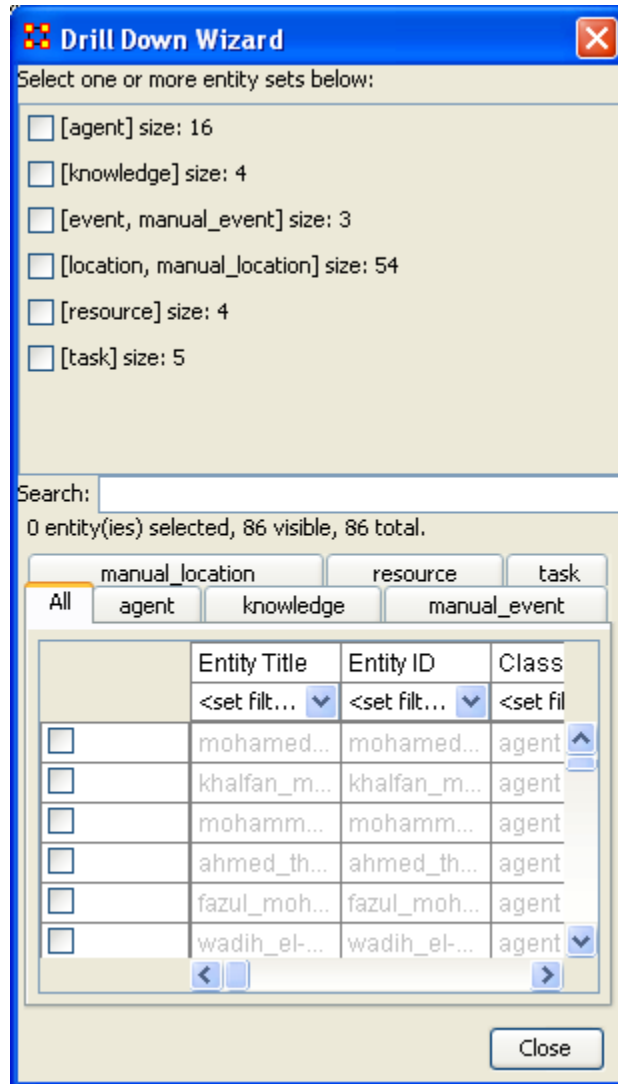 Drill Down Wizard
Select one or more entity sets below:
[agent] size: 16
[knowledge] size: 4
[event, manual_event] size: 3
[location, manual_location] size: 54
[resource] size: 4
[task] size: 5
Search:
0 entity(ies) selected, 86 visible, 86 total.
manual_location resource task
All agent knowledge manual_event
Entity Title Entity ID Class
<set filt... <set filt... <set fil
mohamed... mohamed... agent
khalfan_m... khalfan_m... agent
mohamm... mohamm... agent
ahmed_th... ahmed_th... agent
fazul_moh... fazul_moh... agent
wadih_el-... wadih_el-... agent
Close